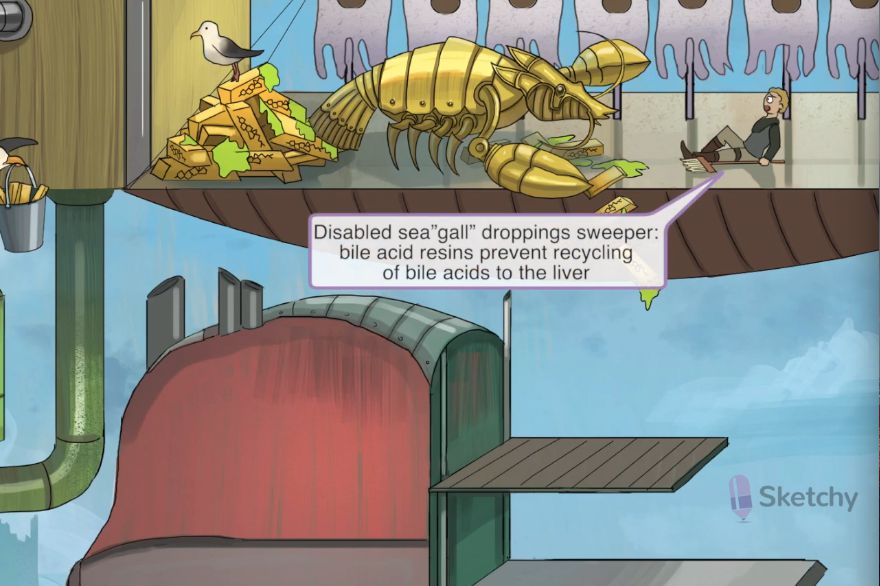 Disabled sea"gall" droppings sweeper:
bile acid resins prevent recycling
of bile acids to the liver
Sketchy